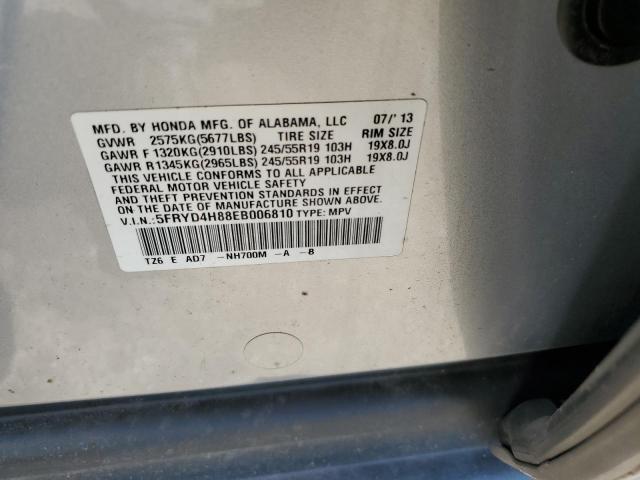 MFD. BY HONDA MFG. OF ALABAMA, LLC 07/'13
GVWR 2575KG(5677LBS) TIRE SIZE RIM SIZE
GAWR F 1320KG(2910LBS) 245/55R19 103H 19X8.0J
GAWR R 1345KG(2965LBS) 245/55R19 103H 19X8.0J
THIS VEHICLE CONFORMS TO ALL APPLICABLE
FEDERAL MOTOR VEHICLE SAFETY
AND THEFT PREVENTION STANDARDS IN EFFECT
ON THE DATE OF MANUFACTURE SHOWN ABOVE.
V.I.N.: 5FRYD4H88EB006810 TYPE: MPV
TZ6 E AD7 -NH700M -A -B